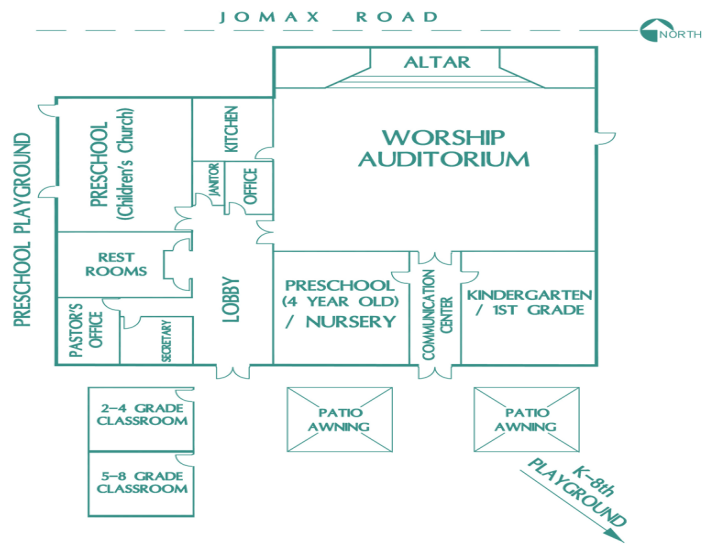 JOMAX ROAD
NORTH
ALTAR
WORSHIP
AUDITORIUM
KITCHEN
PRESCHOOL
(Children's Church)
JANITOR
OFFICE
PRESCHOOL PLAYGROUND
REST
ROOMS
LOBBY
PRESCHOOL
(4 YEAR OLD)
/ NURSERY
COMMUNICATION
CENTER
KINDERGARTEN
/ 1ST GRADE
PASTOR'S
OFFICE
SECRETARY
2-4 GRADE
CLASSROOM
PATIO
AWNING
PATIO
AWNING
5-8 GRADE
CLASSROOM
K-8th
PLAYGROUND